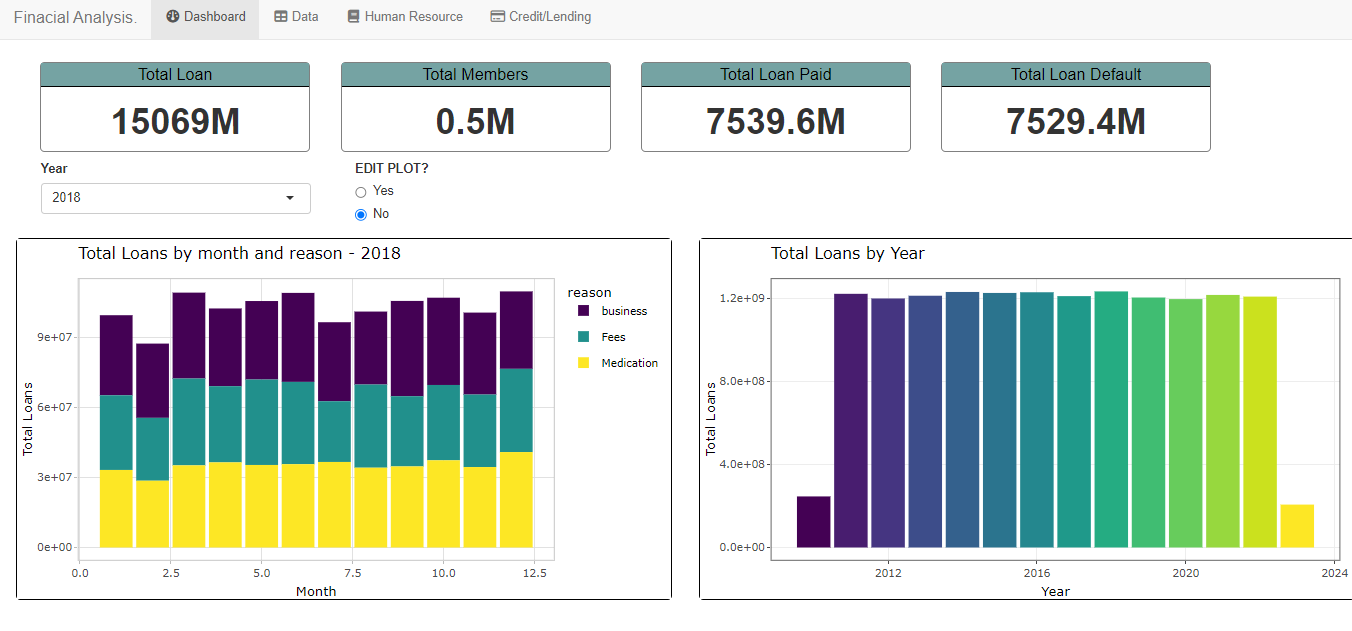 Finacial Analysis. Dashboard Data Human Resource Credit/Lending
Total Loan Total Members Total Loan Paid Total Loan Default
15069M 0.5M 7539.6M 7529.4M
Year EDIT PLOT?
2018 Yes
No
Total Loans by month and reason - 2018
reason
business
Fees
Medication
Total Loans
9e+07
6e+07
3e+07
0e+00
0.0 2.5 5.0 7.5 10.0 12.5
Month
Total Loans by Year
Total Loans
1.2e+09
8.0e+08
4.0e+08
0.0e+00
2012 2016 2020 2024
Year